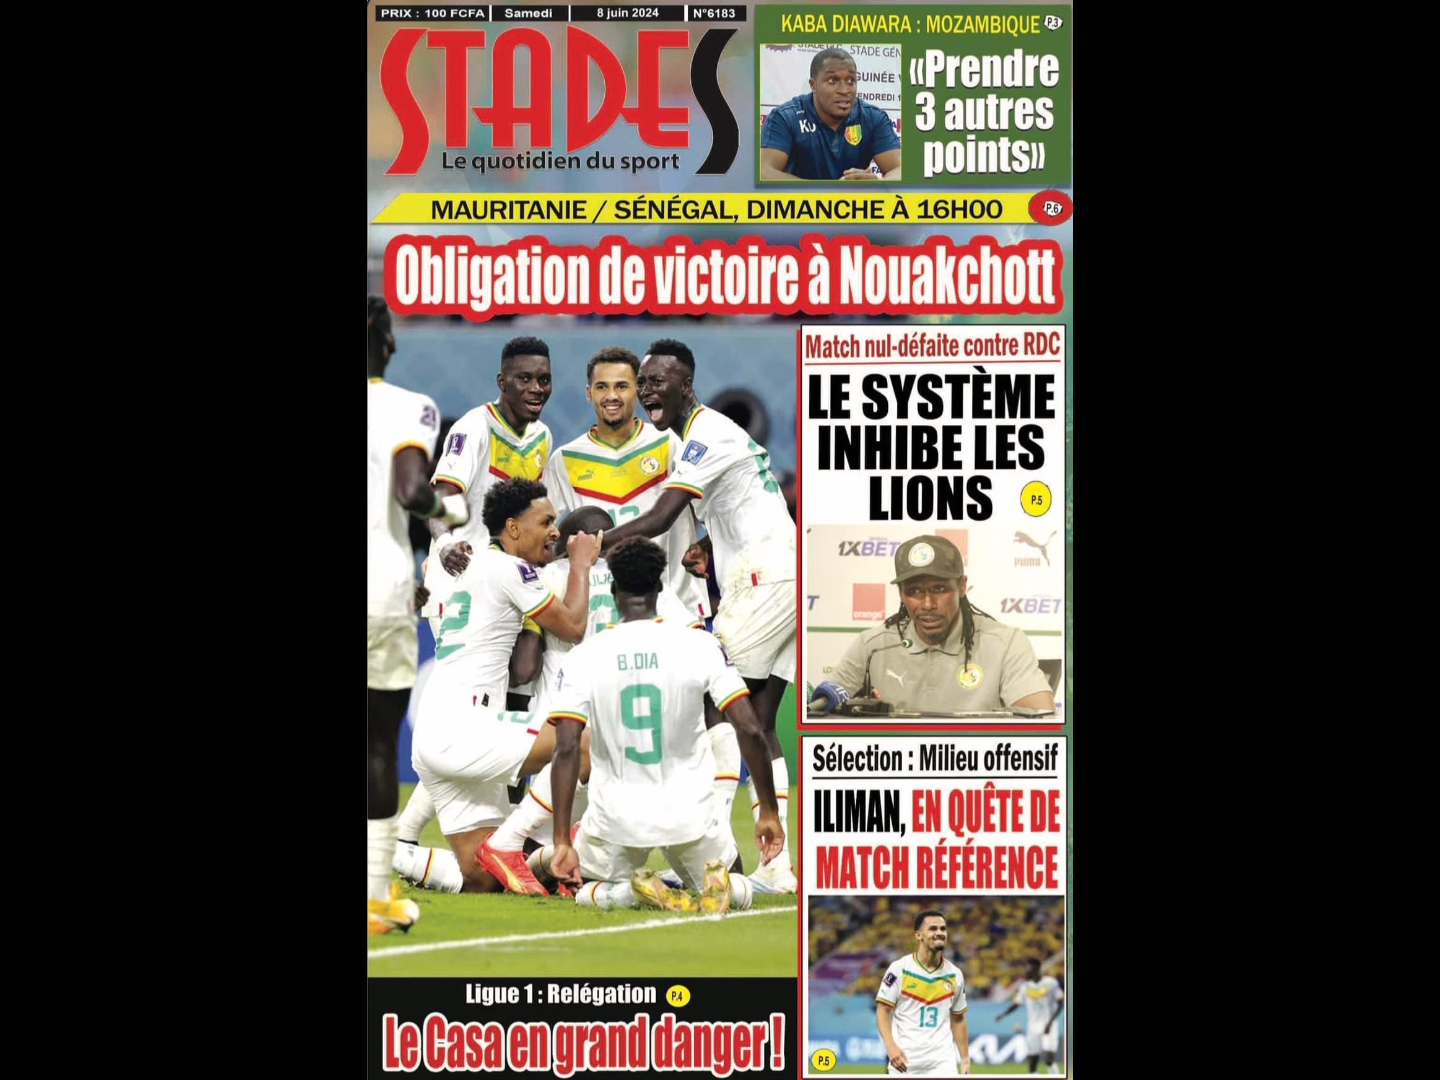 PRIX : 100 FCFA
Samedi
8 juin 2024
N°6183
STADES
Le quotidien du sport
KABA DIAWARA : MOZAMBIQUE P.3
«Prendre
3 autres
points»
MAURITANIE / SÉNÉGAL, DIMANCHE À 16H00 P.6
Obligation de victoire à Nouakchott
Match nul-défaite contre RDC
LE SYSTÈME
INHIBE LES
LIONS P.5
1XBET
PUMA
orange
1XBET
B.DIA
9
2
Sélection : Milieu offensif
ILIMAN, EN QUÊTE DE
MATCH RÉFÉRENCE
13
P.5
Ligue 1 : Relégation P.4
Le Casa en grand danger !